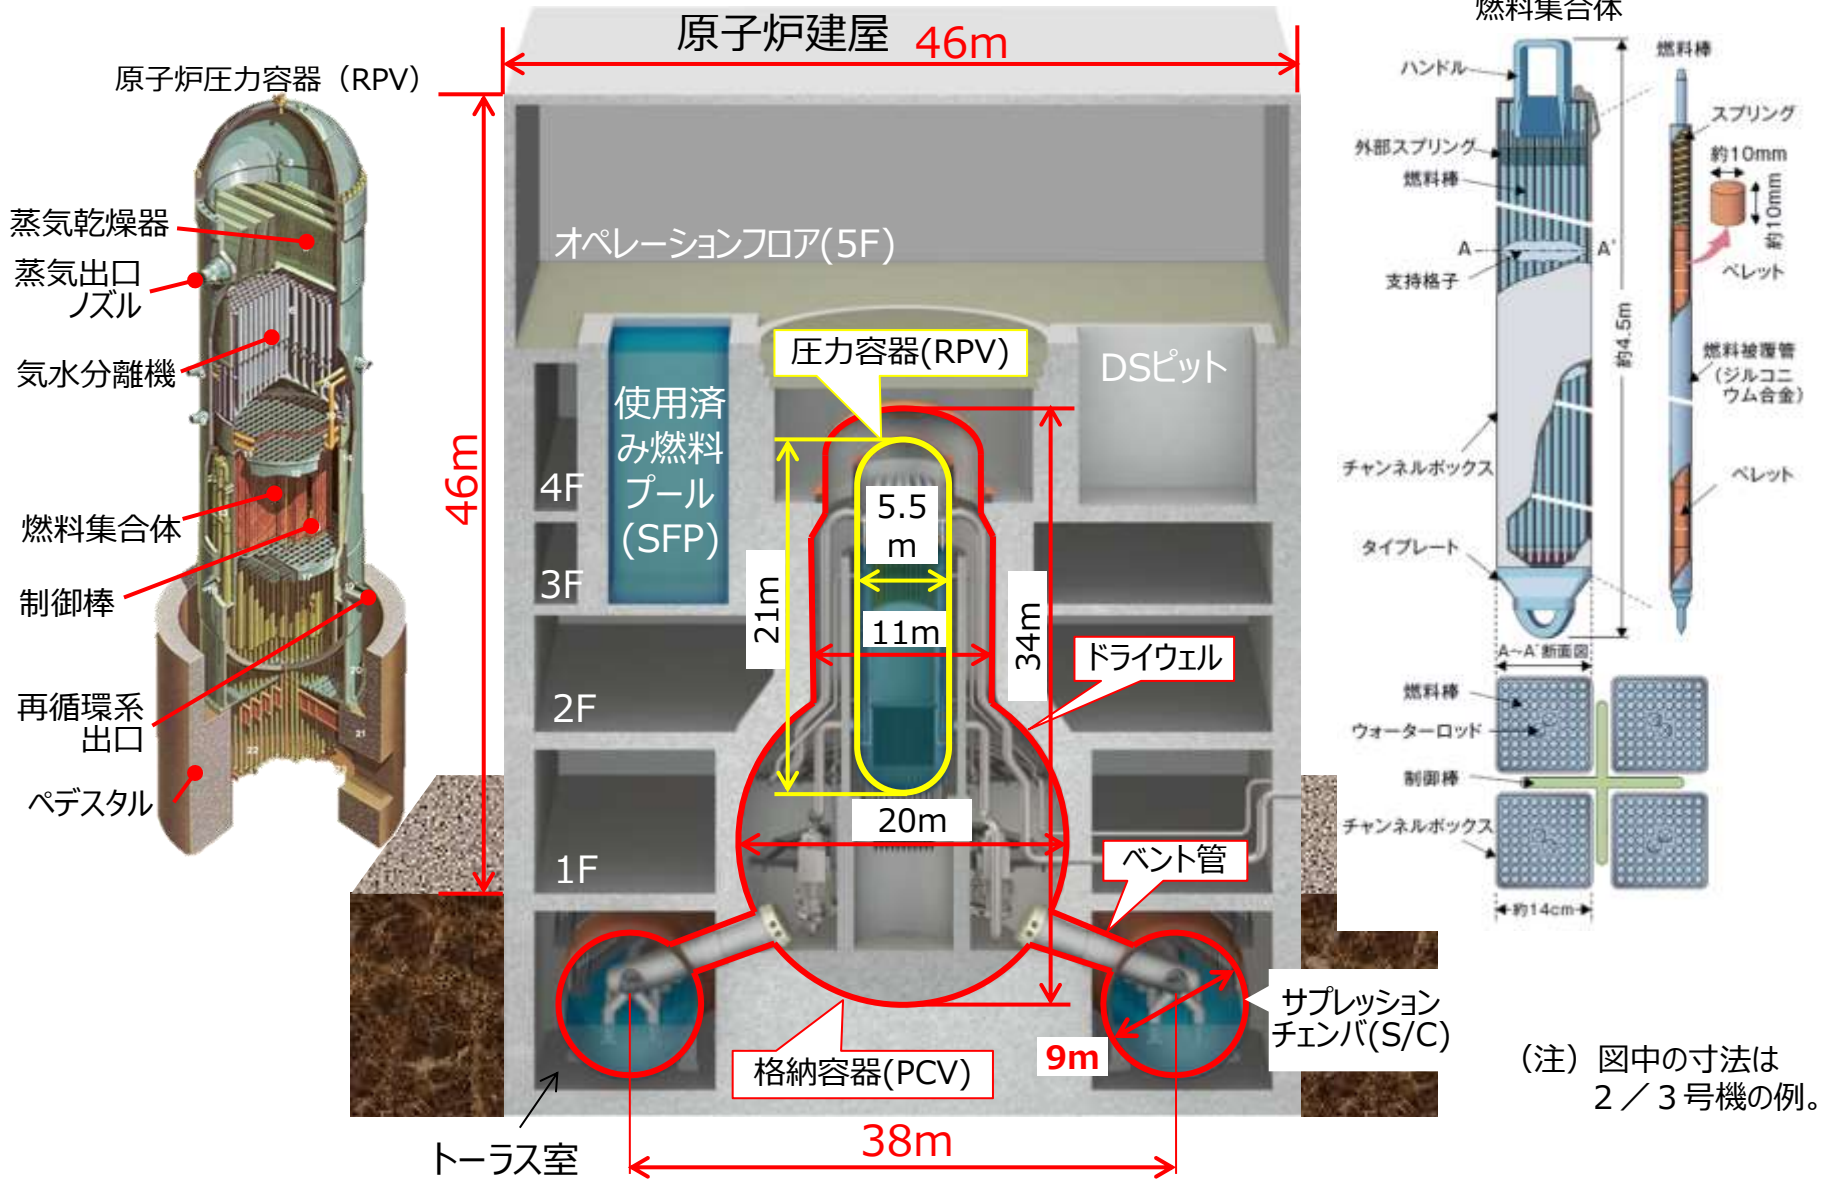 原子炉圧力容器（RPV）
蒸気乾燥器
蒸気出口
ノズル
気水分離機
燃料集合体
制御棒
再循環系
出口
ペデスタル
20
21
22
原子炉建屋
46m
46m
オペレーションフロア(5F)
圧力容器(RPV)
DSピット
使用済
み燃料
プール
(SFP)
4F
3F
2F
1F
5.5
m
21m
11m
34m
ドライウェル
20m
ベント管
サプレッション
チェンバ(S/C)
9m
格納容器(PCV)
トーラス室
38m
燃料集合体
ハンドル
外部スプリング
燃料棒
A
A'
支持格子
チャンネルボックス
タイプレート
約4.5m
燃料棒
スプリング
約10mm
約10mm
ペレット
燃料被覆管
（ジルコニ
ウム合金）
ペレット
A～A'断面図
燃料棒
ウォーターロッド
制御棒
チャンネルボックス
約14cm
（注）図中の寸法は
２／３号機の例。